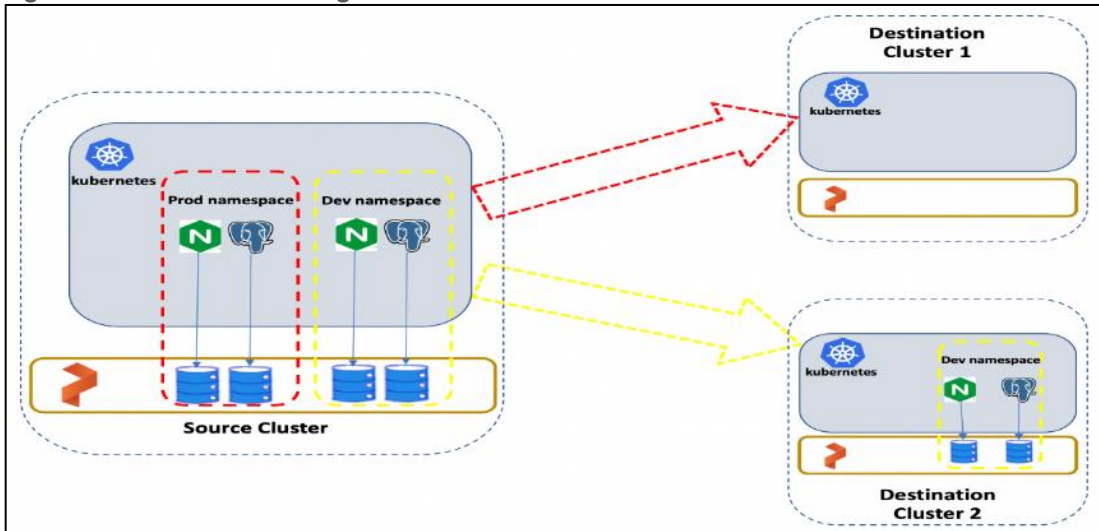 Destination
Cluster 1
kubernetes
kubernetes
Prod namespace
Dev namespace
Source Cluster
kubernetes
Dev namespace
Destination
Cluster 2